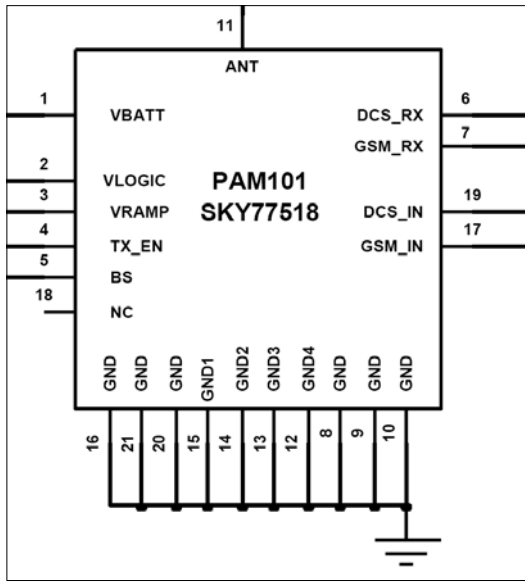 11
ANT
1 VBATT DCS_RX 6
GSM_RX 7
2 VLOGIC PAM101
3 VRAMP SKY77518 DCS_IN 19
4 TX_EN GSM_IN 17
5 BS
18 NC
GND GND GND GND1 GND2 GND3 GND4 GND GND GND
16 21 20 15 14 13 12 8 9 10